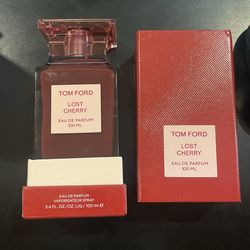 TOM FORD
LOST
CHERRY
EAU DE PARFUM
100 ML
EAU DE PARFUM
VAPORISATEUR SPRAY
3.4 FL.OZ./OZ. LIQ./100 ml ℮
TOM FORD
LOST
CHERRY
EAU DE PARFUM
100 ML